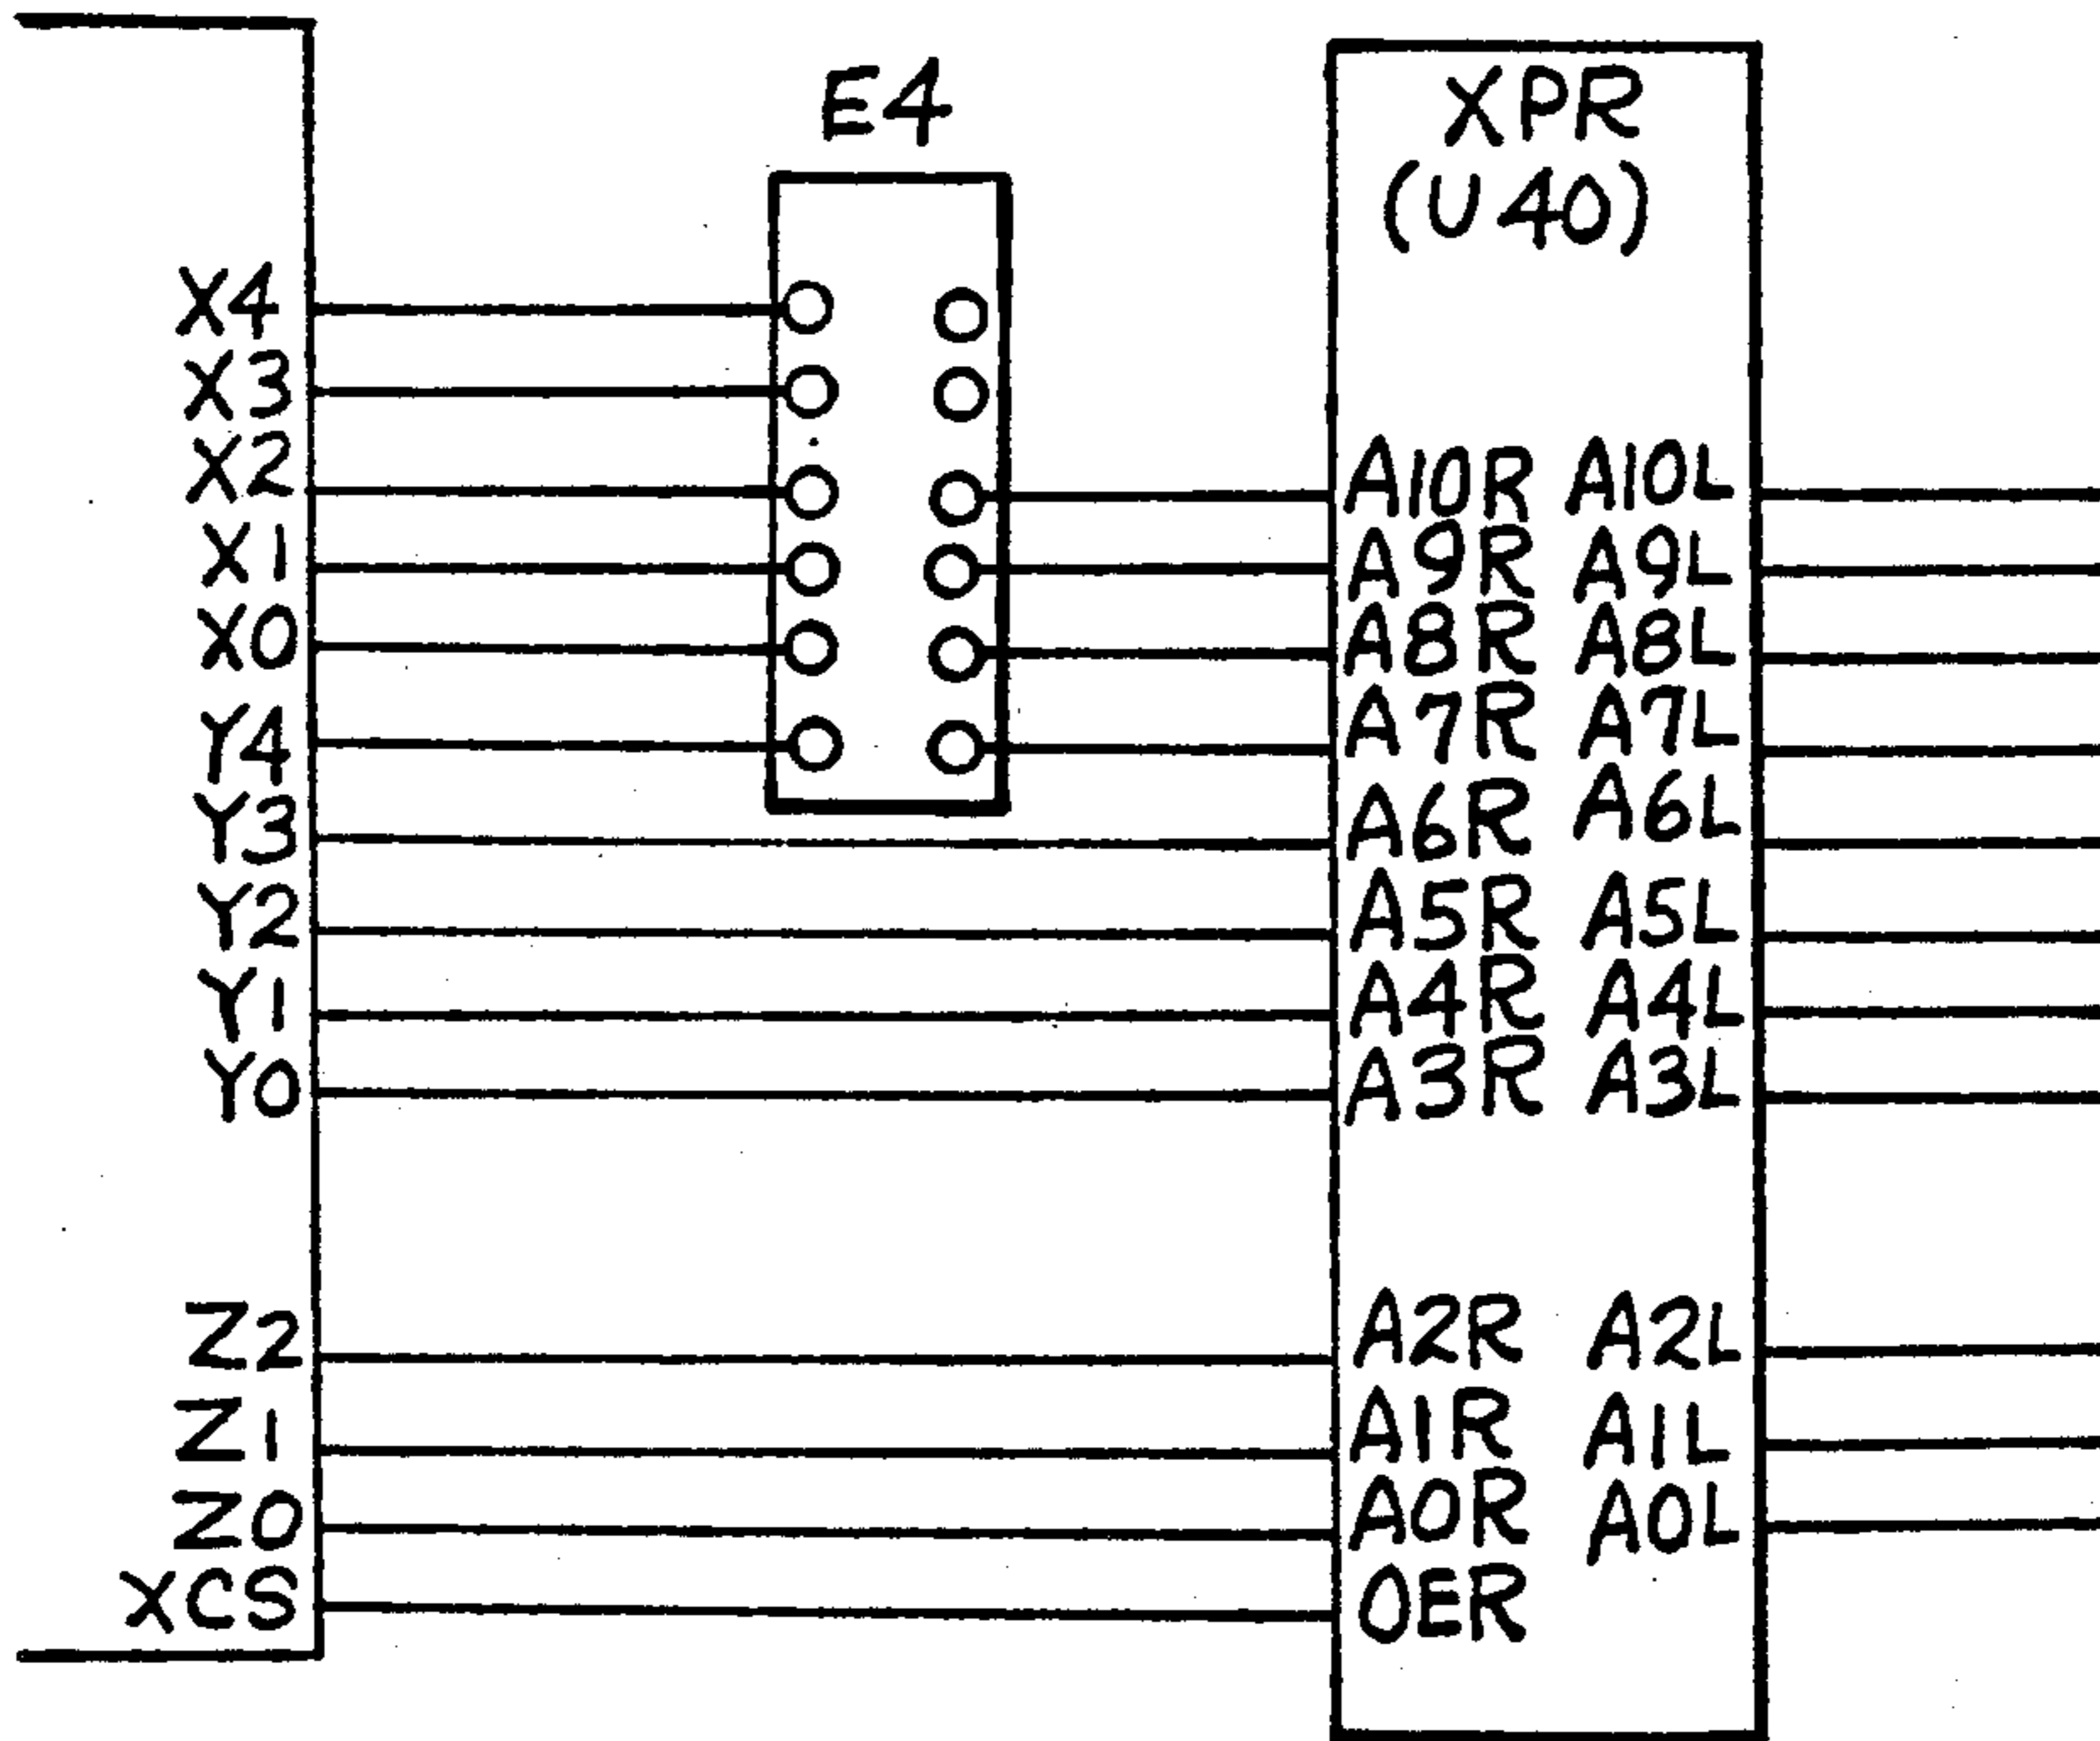 E4
XPR
(U40)
X4
X3
X2 A10R A10L
X1 A9R A9L
X0 A8R A8L
Y4 A7R A7L
Y3 A6R A6L
Y2 A5R A5L
Y1 A4R A4L
Y0 A3R A3L
Z2 A2R A2L
Z1 A1R A1L
Z0 A0R A0L
XCS OER